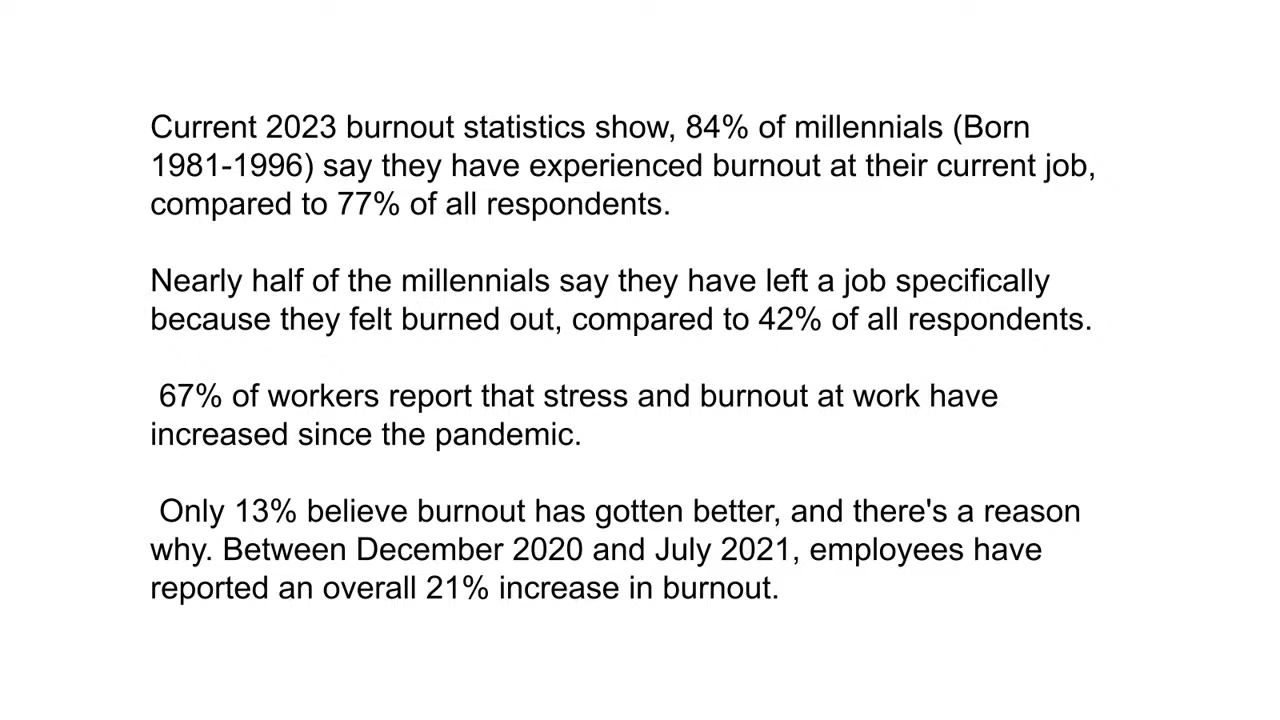 Current 2023 burnout statistics show, 84% of millennials (Born
1981-1996) say they have experienced burnout at their current job,
compared to 77% of all respondents.
Nearly half of the millennials say they have left a job specifically
because they felt burned out, compared to 42% of all respondents.
67% of workers report that stress and burnout at work have
increased since the pandemic.
Only 13% believe burnout has gotten better, and there's a reason
why. Between December 2020 and July 2021, employees have
reported an overall 21% increase in burnout.